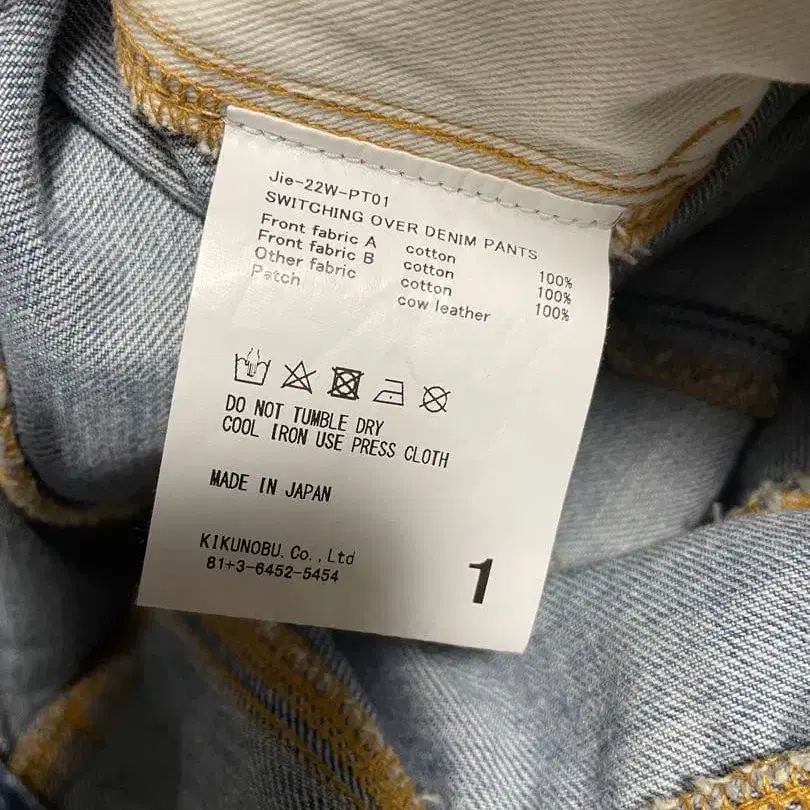 Jie-22W-PT01
SWITCHING OVER DENIM PANTS
Front fabric A cotton 100%
Front fabric B cotton 100%
Other fabric cotton 100%
Patch cow leather
DO NOT TUMBLE DRY
COOL IRON USE PRESS CLOTH
MADE IN JAPAN
KIKUNOBU. Co. ,Ltd
81+3-6452-5454
1